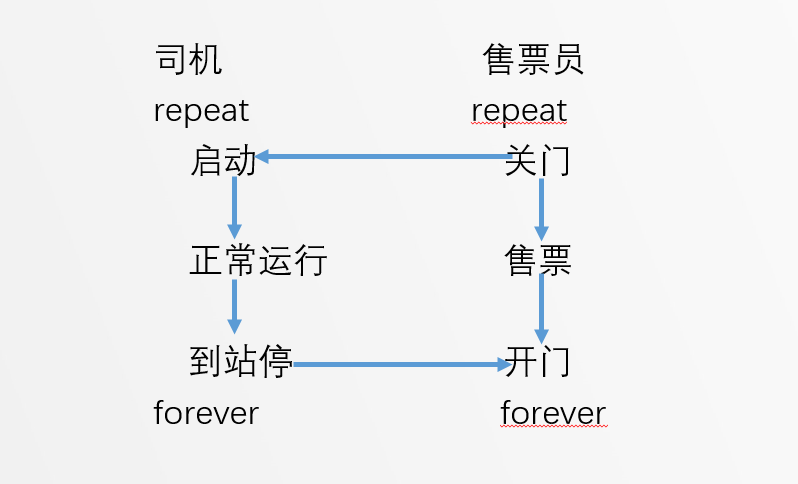 司机 售票员
repeat repeat
启动 关门
正常运行 售票
到站停 开门
forever forever